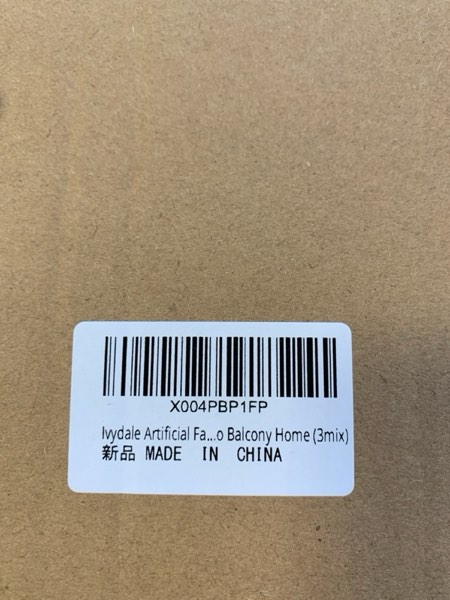 X004PBP1FP
Ivydale Artificial Fa...o Balcony Home (3mix)
新品 MADE IN CHINA